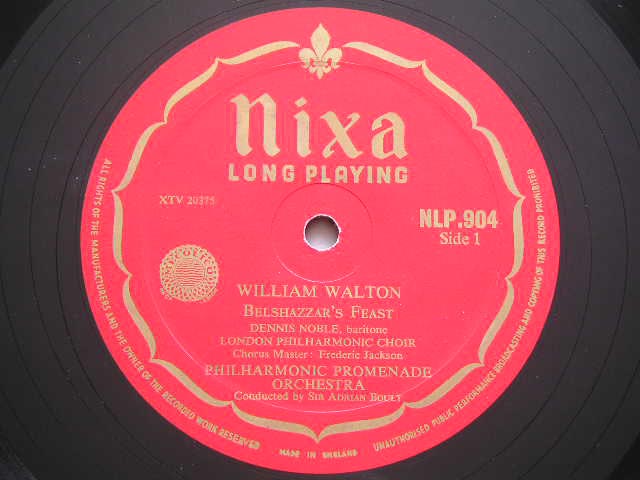 Nixa
LONG PLAYING
XTV 20375
NLP.904
Side 1
WILLIAM WALTON
BELSHAZZAR'S FEAST
DENNIS NOBLE, baritone
LONDON PHILHARMONIC CHOIR
Chorus Master: Frederic Jackson
PHILHARMONIC PROMENADE
ORCHESTRA
Conducted by SIR ADRIAN BOULT
ALL RIGHTS OF THE MANUFACTURERS AND THE OWNER OF THE RECORDED WORK RESERVED
MADE IN ENGLAND
UNAUTHORISED PUBLIC PERFORMANCE BROADCASTING AND COPYING OF THIS RECORD PROHIBITED